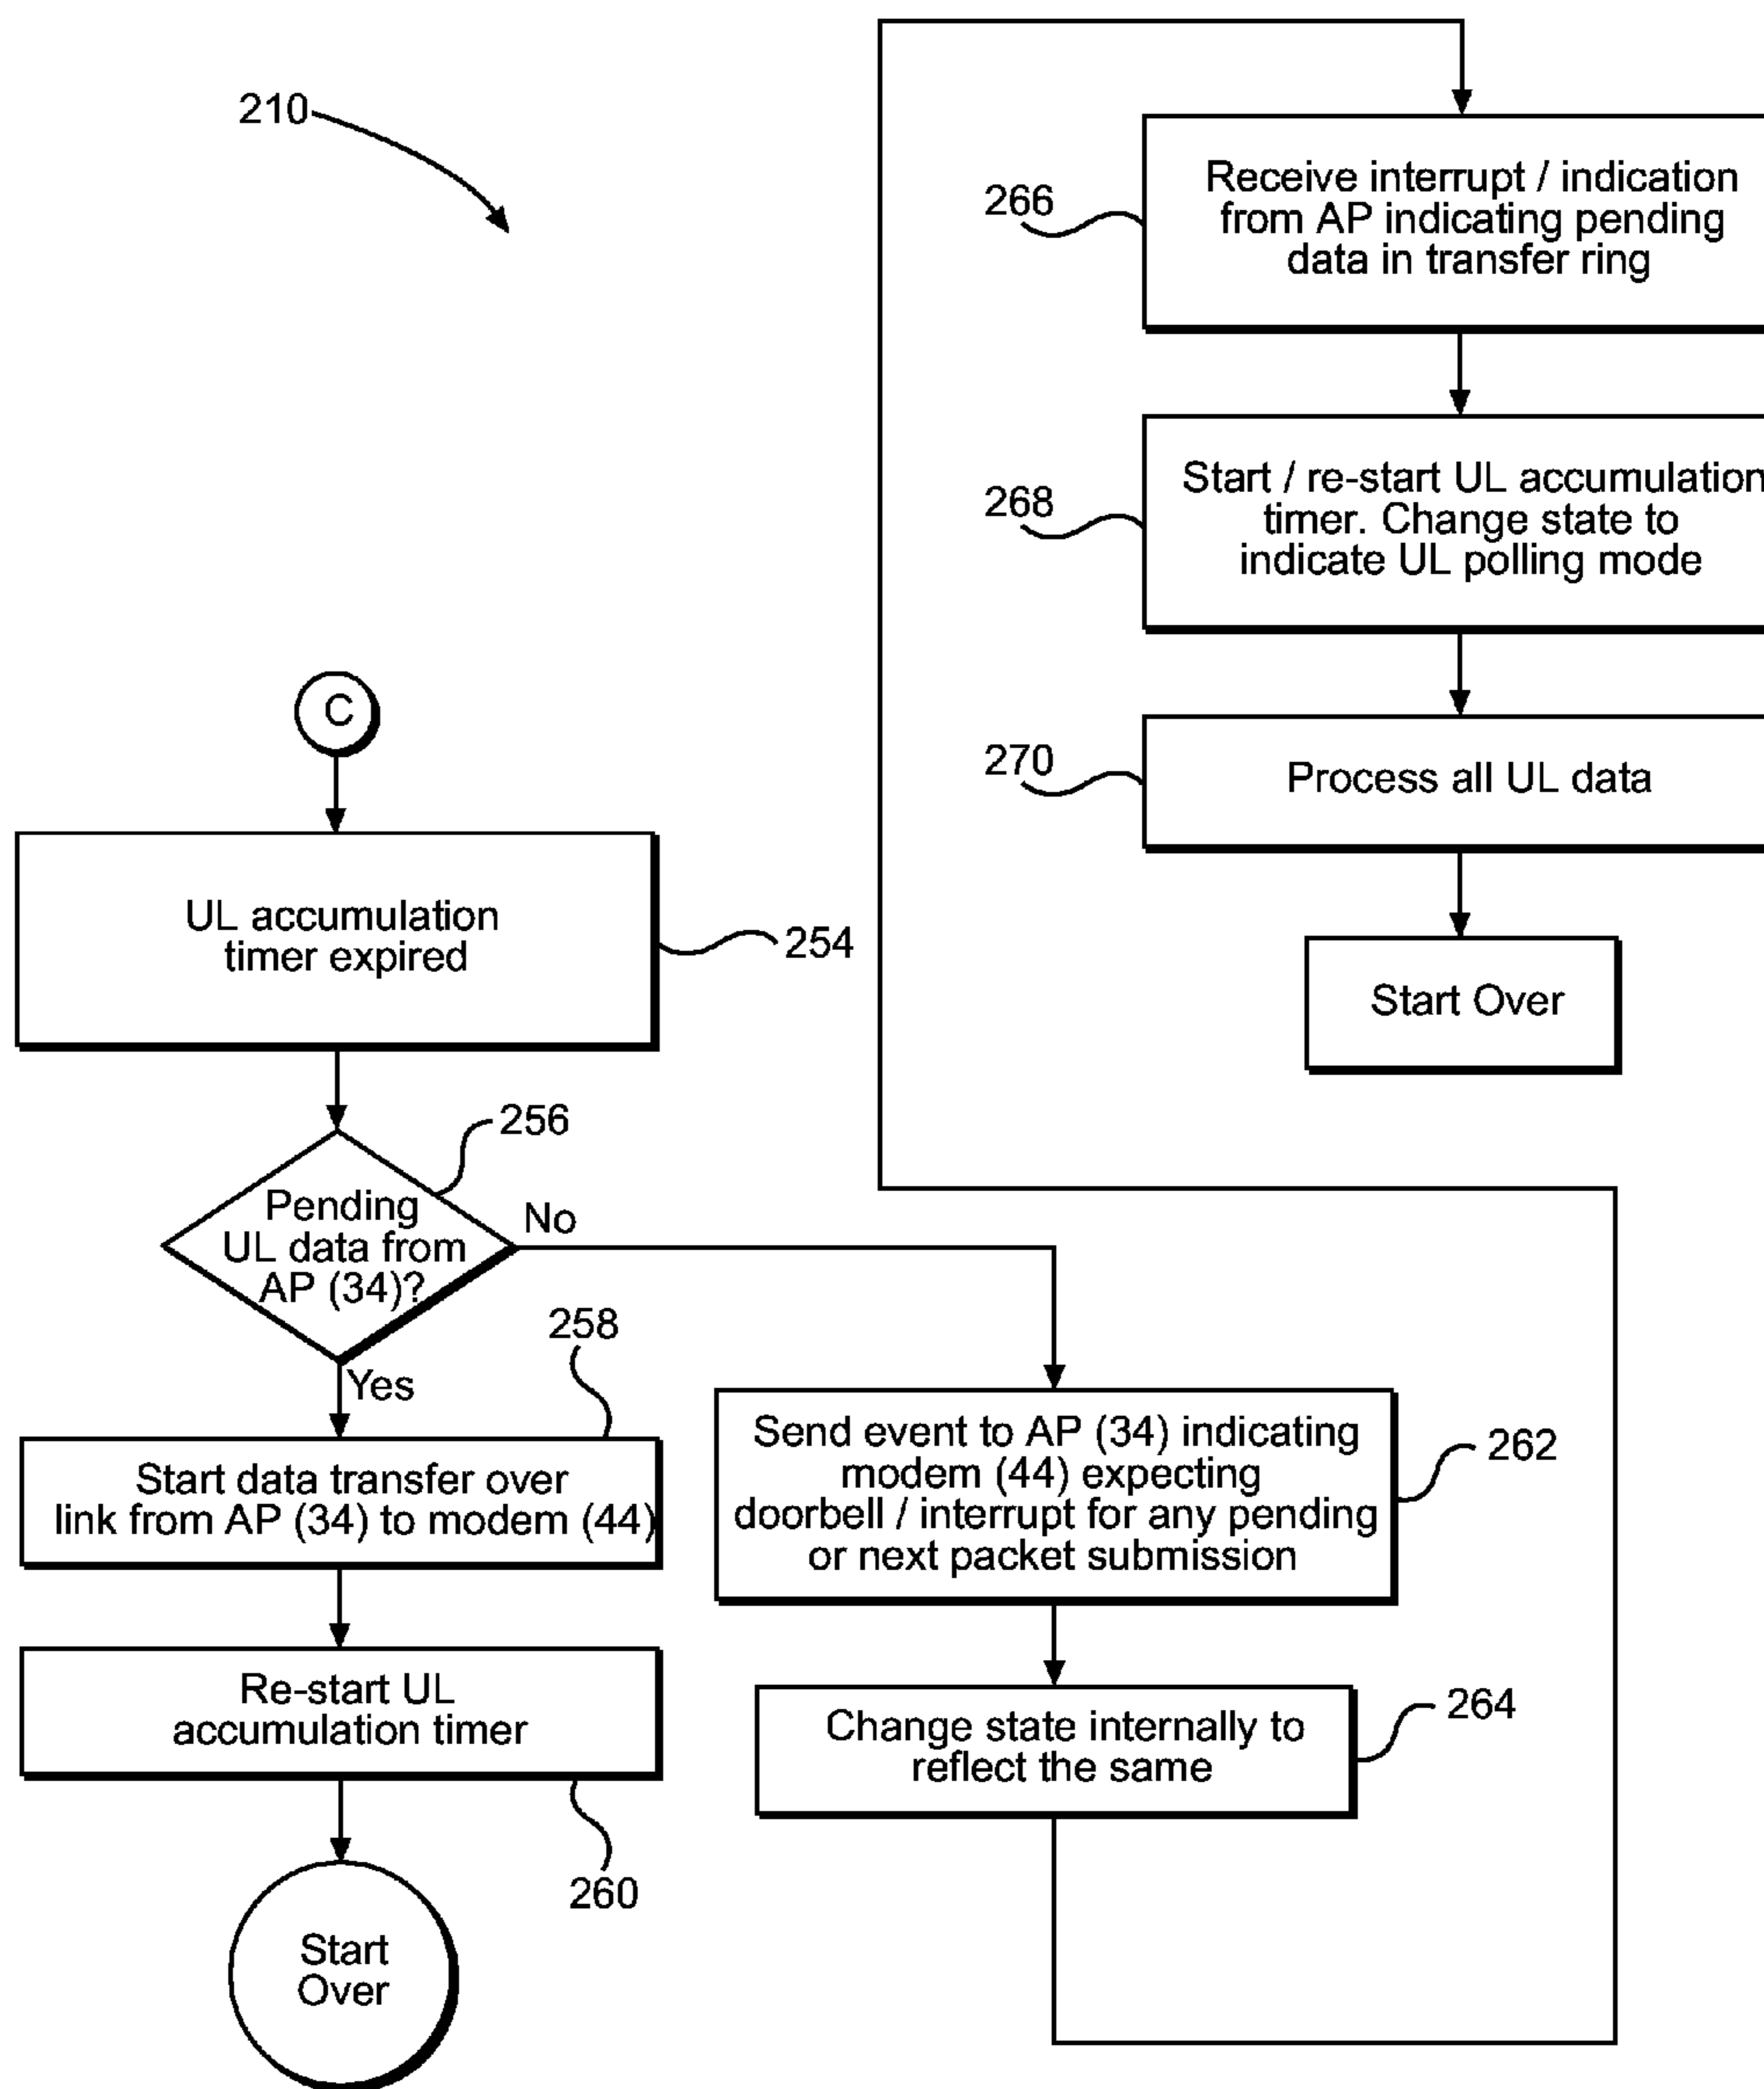 210
C
UL accumulation
timer expired
254
256
Pending
UL data from
AP (34)?
No
Yes
258
Start data transfer over
link from AP (34) to modem (44)
Re-start UL
accumulation timer
260
Start
Over
Send event to AP (34) indicating
modem (44) expecting
doorbell / interrupt for any pending
or next packet submission
262
Change state internally to
reflect the same
264
266
Receive interrupt / indication
from AP indicating pending
data in transfer ring
268
Start / re-start UL accumulation
timer. Change state to
indicate UL polling mode
270
Process all UL data
Start Over